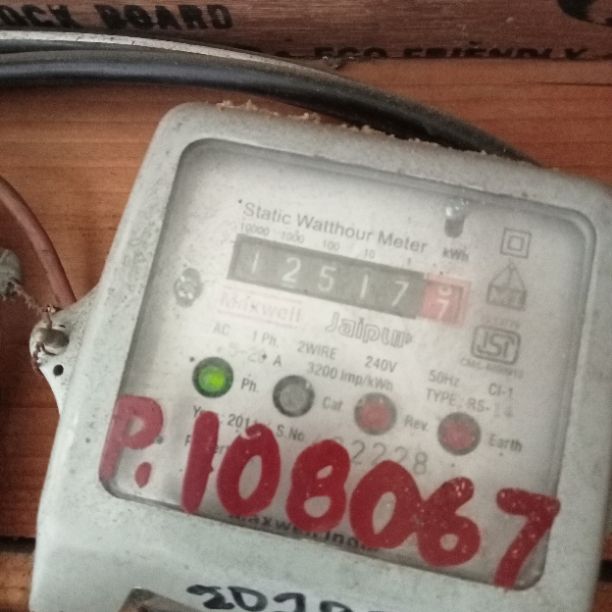 OCK BOARD
ECO FRIENDLY
Static Watthour Meter
10000 1000 100 10 1 kWh
1 2 5 1 7 7
Maxwell Jaipur
AC 1 Ph. 2WIRE 240V 50Hz Cl-1
A 3200 imp/kWh TYPE: RS-14
Ph. Cal Rev. Earth
S.No 2228
P.108067